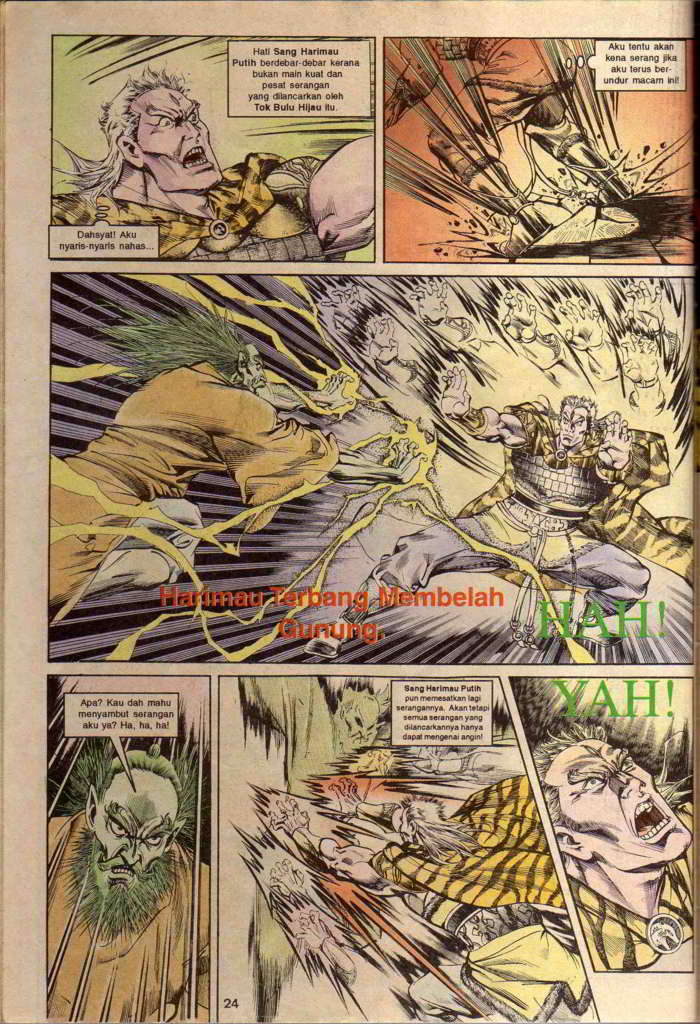 Hati Sang Harimau
Putih berdebar-debar kerana
bukan main kuat dan
pesat serangan
yang dilancarkan oleh
Tok Bulu Hijau itu.
Dahsyat! Aku
nyaris-nyaris nahas...
Aku tentu akan
kena serang jika
aku terus ber-
undur macam ini!
Harimau Terbang Membelah
Gunung.
HAH!
Apa? Kau dah mahu
menyambut serangan
aku ya? Ha, ha, ha!
Sang Harimau Putih
pun memesatkan lagi
serangannya. Akan tetapi
semua serangan yang
dilancarkannya hanya
dapat mengenai angin!
YAH!
24